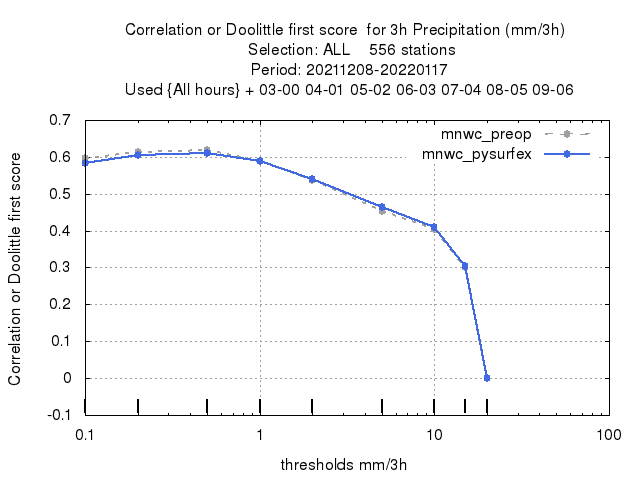 Correlation or Doolittle first score  for 3h Precipitation (mm/3h)
Selection: ALL    556 stations
Period: 20211208-20220117
Used {All hours} + 03-00 04-01 05-02 06-03 07-04 08-05 09-06
mnwc_preop
mnwc_pysurfex
0.7
0.6
0.5
0.4
0.3
0.2
0.1
0
-0.1
Correlation or Doolittle first score
0.1 1 10 100
thresholds mm/3h